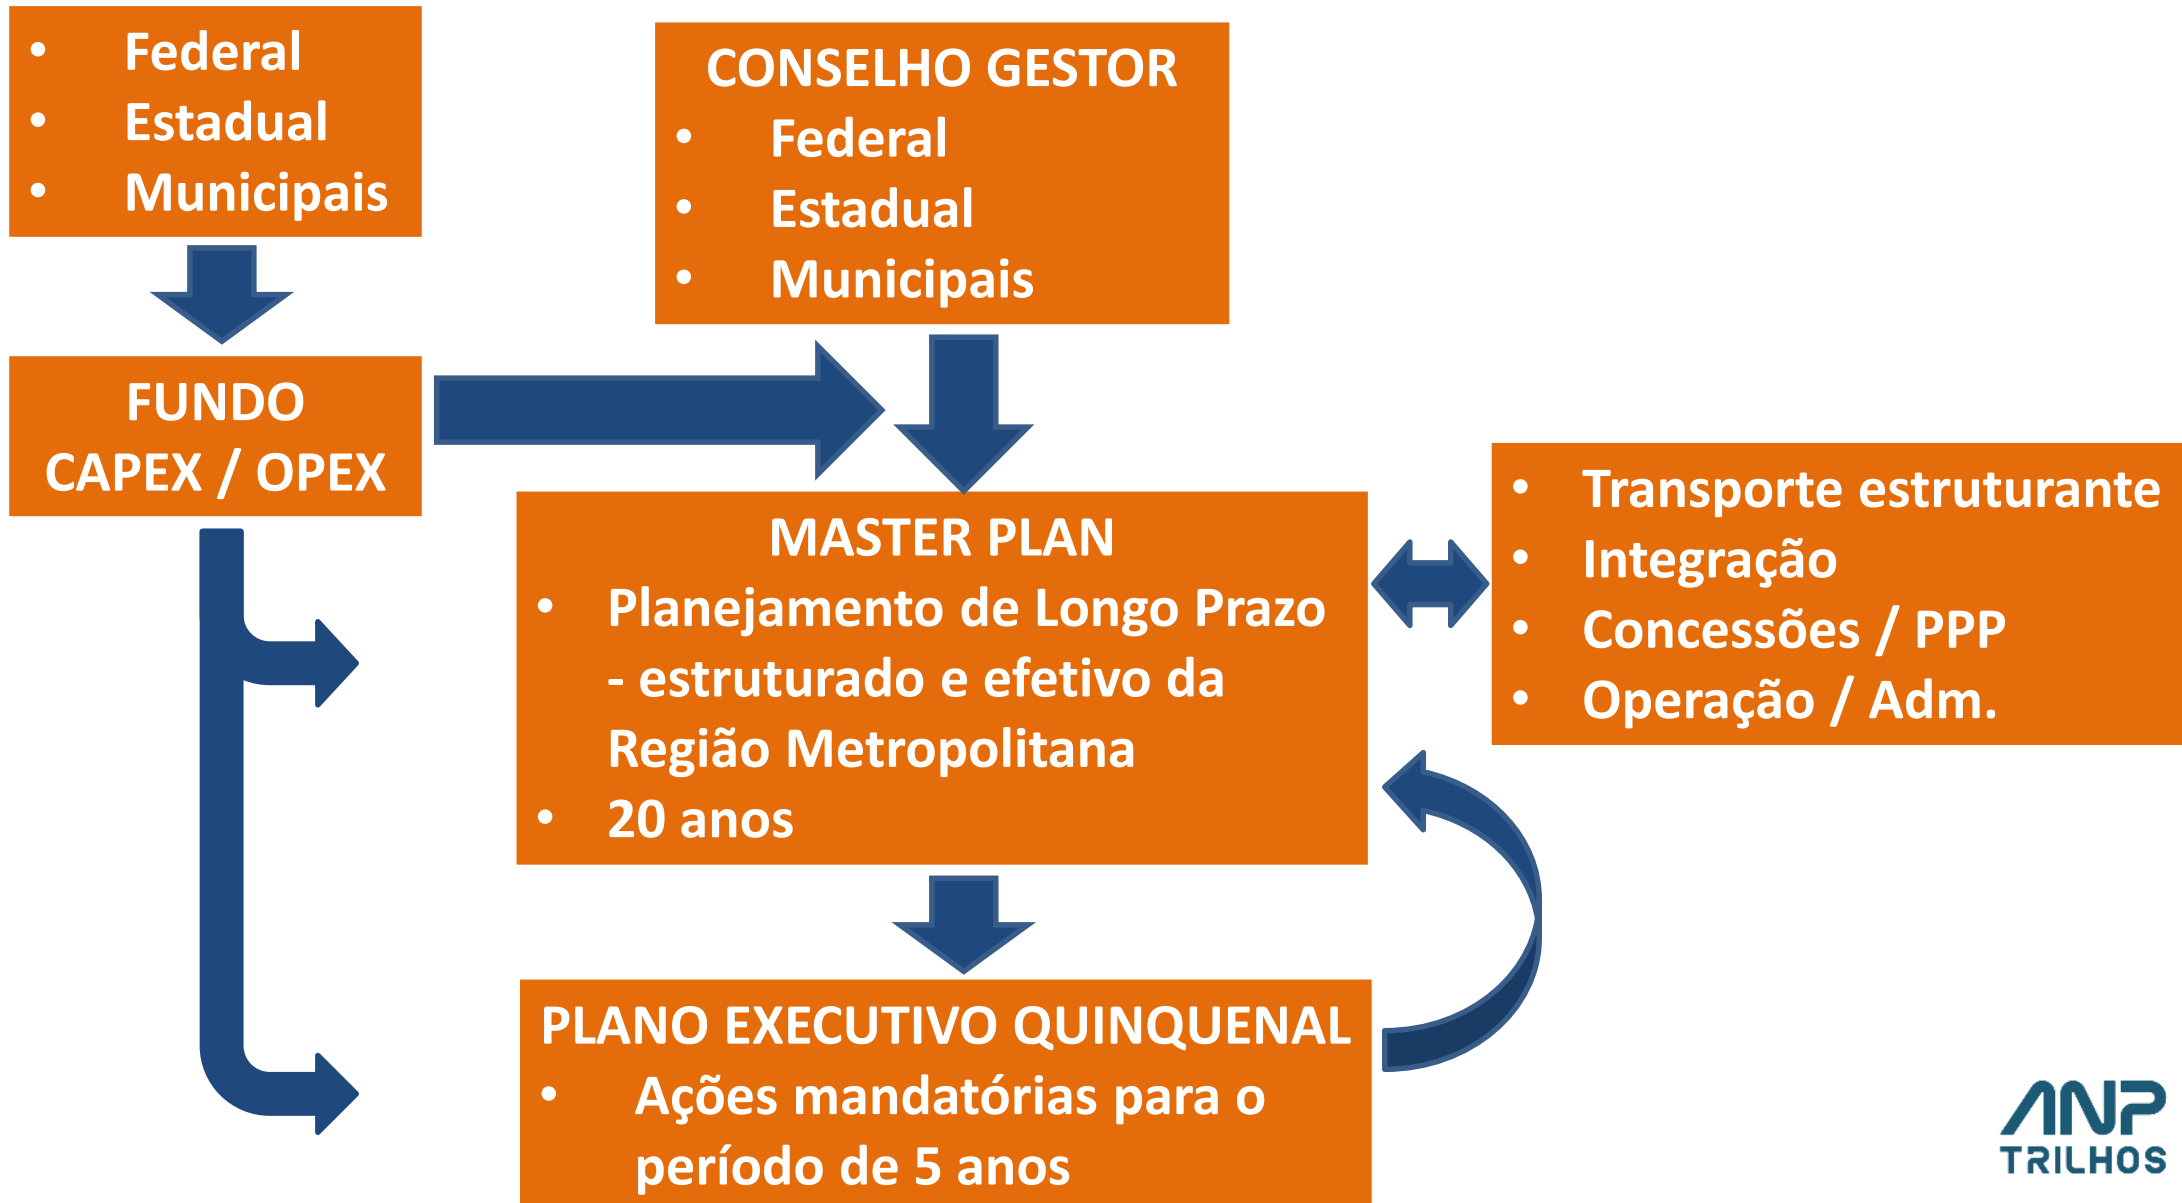 • Federal
• Estadual
• Municipais
CONSELHO GESTOR
• Federal
• Estadual
• Municipais
FUNDO
CAPEX / OPEX
MASTER PLAN
• Planejamento de Longo Prazo
- estruturado e efetivo da
Região Metropolitana
• 20 anos
• Transporte estruturante
• Integração
• Concessões / PPP
• Operação / Adm.
PLANO EXECUTIVO QUINQUENAL
• Ações mandatórias para o
período de 5 anos
ANP
TRILHOS